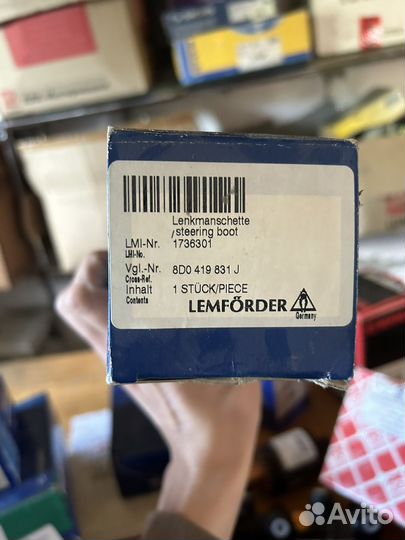 Lenkmanschette
/steering boot
LMI-Nr. 1736301
LMI-No.
Vgl.-Nr. 8D0 419 831 J
Cross-Ref.
Inhalt 1 STÜCK/PIECE
Contents
LEMFÖRDER
Germany
Avito